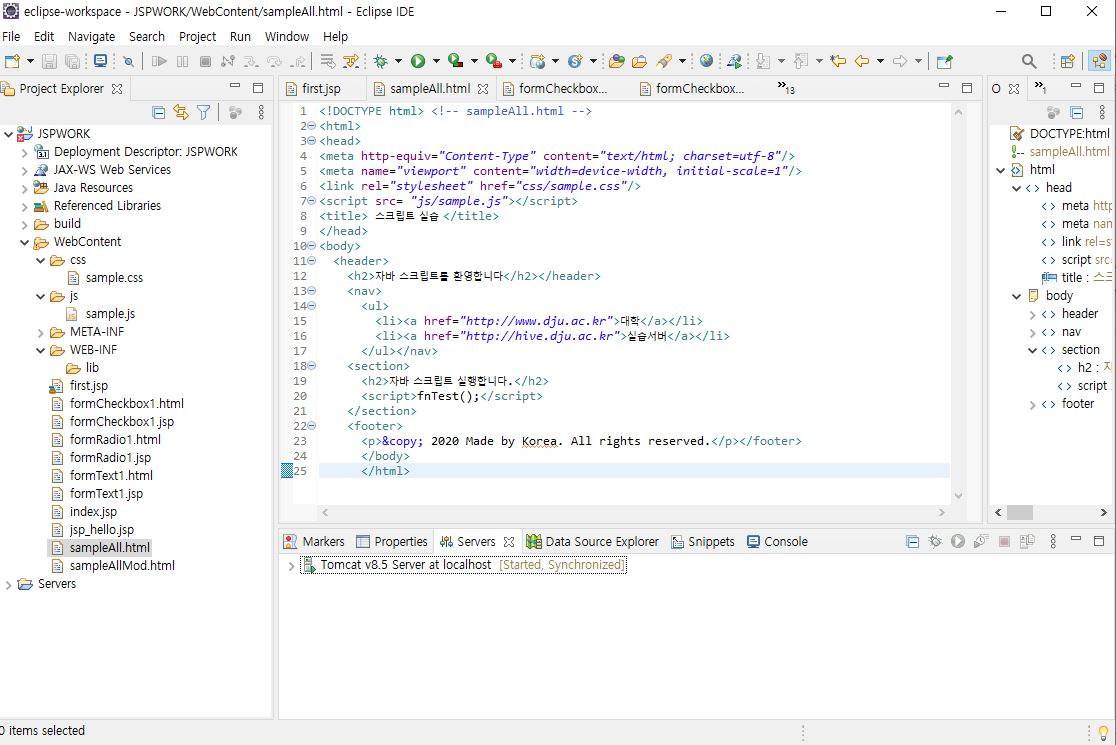 eclipse-workspace - JSPWORK/WebContent/sampleAll.html - Eclipse IDE
File Edit Navigate Search Project Run Window Help
Project Explorer
JSPWORK
Deployment Descriptor: JSPWORK
JAX-WS Web Services
Java Resources
Referenced Libraries
build
WebContent
css
sample.css
js
sample.js
META-INF
WEB-INF
lib
first.jsp
formCheckbox1.html
formCheckbox1.jsp
formRadio1.html
formRadio1.jsp
formText1.html
formText1.jsp
index.jsp
jsp_hello.jsp
sampleAll.html
sampleAllMod.html
Servers
first.jsp sampleAll.html formCheckbox... formCheckbox... »13
1 <!DOCTYPE html> <!-- sampleAll.html -->
2 <html>
3 <head>
4 <meta http-equiv="Content-Type" content="text/html; charset=utf-8"/>
5 <meta name="viewport" content="width=device-width, initial-scale=1"/>
6 <link rel="stylesheet" href="css/sample.css"/>
7 <script src= "js/sample.js"></script>
8 <title> 스크립트 실습 </title>
9 </head>
10 <body>
11 <header>
12 <h2>자바 스크립트를 환영합니다</h2></header>
13 <nav>
14 <ul>
15 <li><a href="http://www.dju.ac.kr">대학</a></li>
16 <li><a href="http://hive.dju.ac.kr">실습서버</a></li>
17 </ul></nav>
18 <section>
19 <h2>자바 스크립트 실행합니다.</h2>
20 <script>fnTest();</script>
21 </section>
22 <footer>
23 <p>&copy; 2020 Made by Korea. All rights reserved.</p></footer>
24 </body>
25 </html>
O »1
DOCTYPE:html
sampleAll.html
html
head
meta http
meta nam
link rel=st
script src=
title : 스크
body
header
nav
section
h2 : 자
script
footer
Markers Properties Servers Data Source Explorer Snippets Console
Tomcat v8.5 Server at localhost [Started, Synchronized]
0 items selected